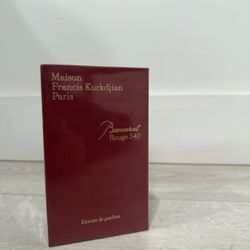 Maison
Francis Kurkdjian
Paris
Baccarat
Rouge 540
Extrait de parfum